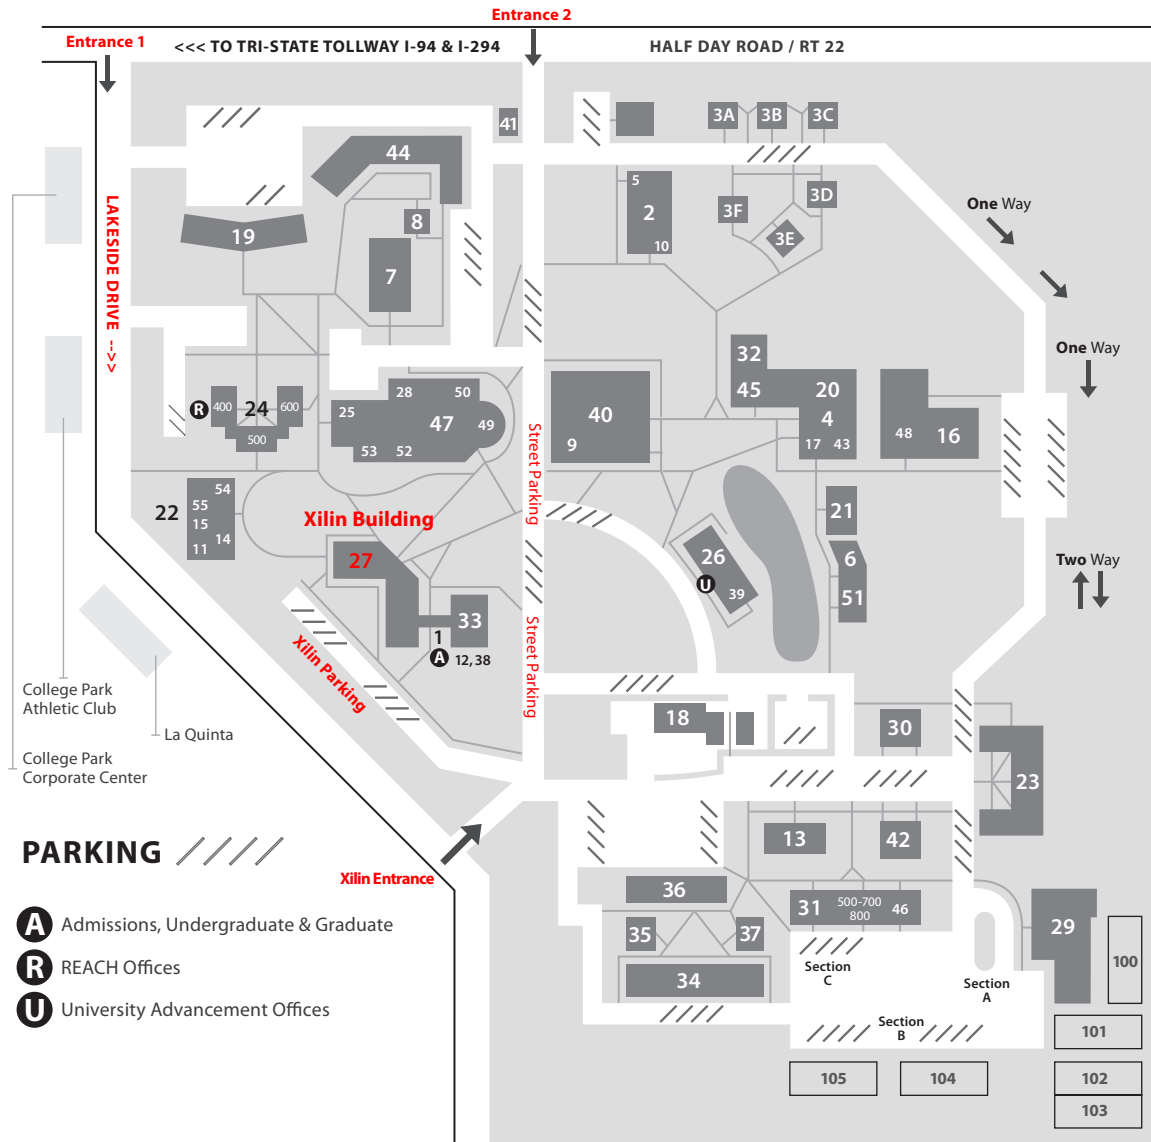 Entrance 2
Entrance 1
<<< TO TRI-STATE TOLLWAY I-94 & I-294
HALF DAY ROAD / RT 22
41
3A
3B
3C
44
5
2
10
3D
3F
3E
One Way
LAKESIDE DRIVE -->>
19
8
7
One Way
32
45
20
4
17
43
28
50
25
47
49
53
52
40
9
48
16
R
400
24
600
500
Street Parking
22
54
55
15
14
11
Xilin Building
27
21
26
U
39
6
51
Two Way
33
1
A
12, 38
Xilin Parking
Street Parking
College Park
Athletic Club
La Quinta
College Park
Corporate Center
18
30
23
13
42
PARKING
Xilin Entrance
36
31
500-700
800
46
35
37
29
34
100
Section
C
Section
A
Section
B
101
102
103
105
104
A Admissions, Undergraduate & Graduate
R REACH Offices
U University Advancement Offices